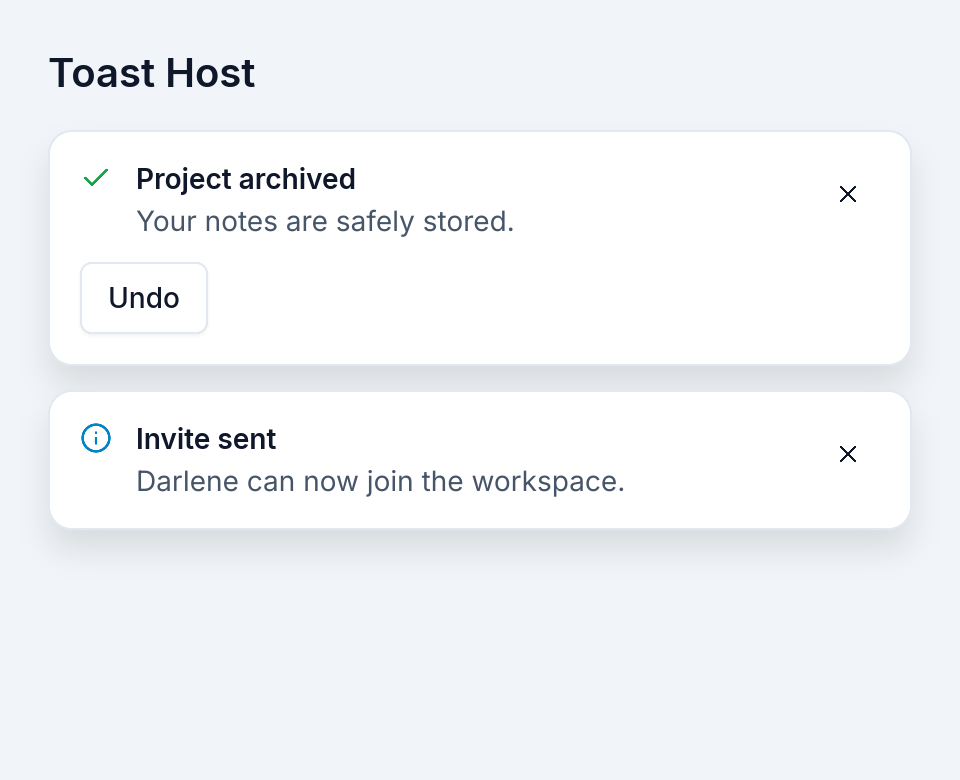 Toast Host
Project archived
Your notes are safely stored.
Undo
Invite sent
Darlene can now join the workspace.